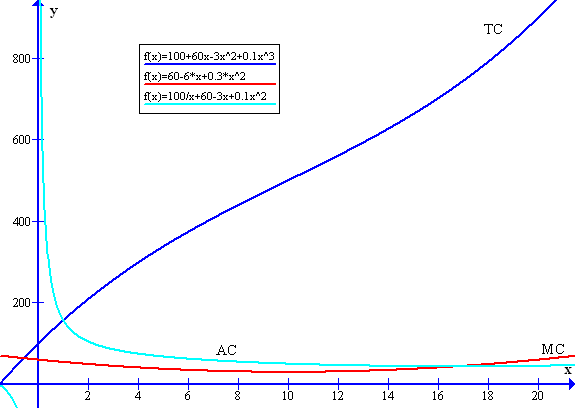 y
TC
f(x)=100+60x-3x^2+0.1x^3
f(x)=60-6*x+0.3*x^2
f(x)=100/x+60-3x+0.1x^2
800
600
400
200
AC
MC
x
2 4 6 8 10 12 14 16 18 20